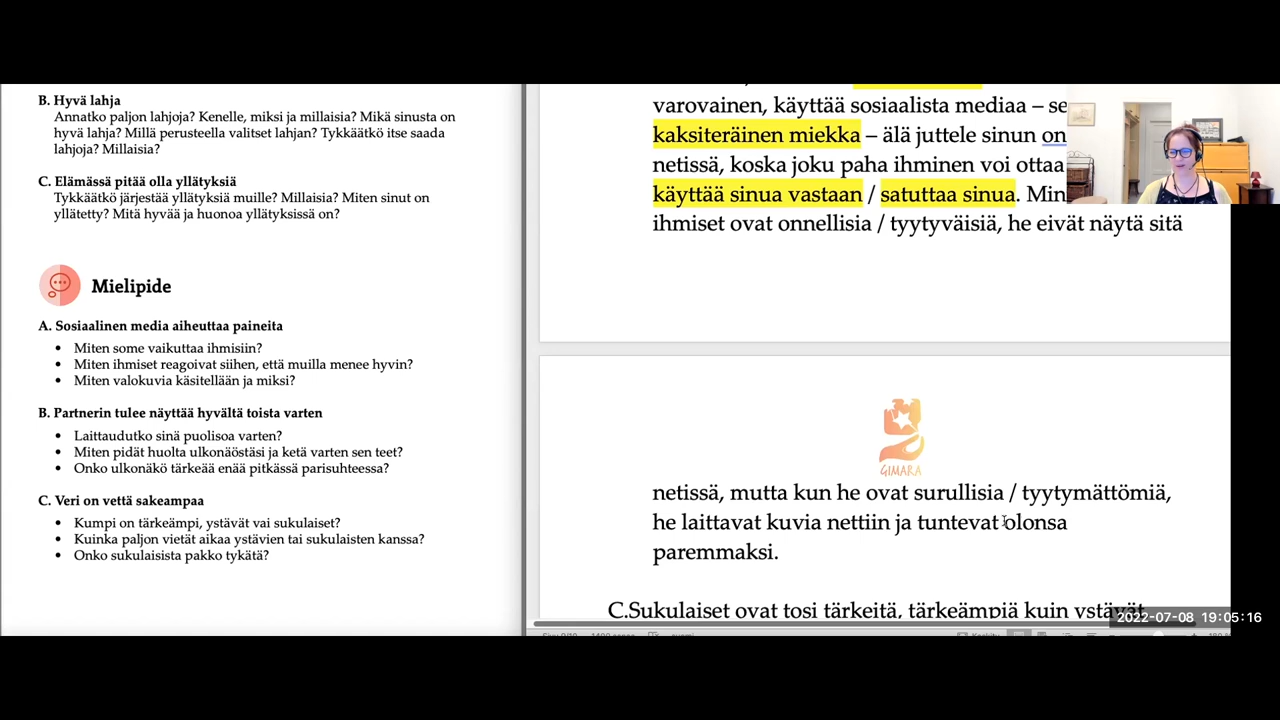 B. Hyvä lahja
Annatko paljon lahjoja? Kenelle, miksi ja millaisia? Mikä sinusta on
hyvä lahja? Millä perusteella valitset lahjan? Tykkäätkö itse saada
lahjoja? Millaisia?
C. Elämässä pitää olla yllätyksiä
Tykkäätkö järjestää yllätyksiä muille? Millaisia? Miten sinut on
yllätetty? Mitä hyvää ja huonoa yllätyksissä on?
Mielipide
A. Sosiaalinen media aiheuttaa paineita
• Miten some vaikuttaa ihmisiin?
• Miten ihmiset reagoivat siihen, että muilla menee hyvin?
• Miten valokuvia käsitellään ja miksi?
B. Partnerin tulee näyttää hyvältä toista varten
• Laittaudutko sinä puolisoa varten?
• Miten pidät huolta ulkonäöstäsi ja ketä varten sen teet?
• Onko ulkonäkö tärkeää enää pitkässä parisuhteessa?
C. Veri on vettä sakeampaa
• Kumpi on tärkeämpi, ystävät vai sukulaiset?
• Kuinka paljon vietät aikaa ystävien tai sukulaisten kanssa?
• Onko sukulaisista pakko tykätä?
varovainen, käyttää sosiaalista mediaa – se
kaksiteräinen miekka – älä juttele sinun on
netissä, koska joku paha ihminen voi ottaa
käyttää sinua vastaan / satuttaa sinua. Min
ihmiset ovat onnellisia / tyytyväisiä, he eivät näytä sitä
GIMARA
netissä, mutta kun he ovat surullisia / tyytymättömiä,
he laittavat kuvia nettiin ja tuntevat olonsa
paremmaksi.
C.Sukulaiset ovat tosi tärkeitä, tärkeämpiä kuin ystävät
2022-07-08 19:05:16